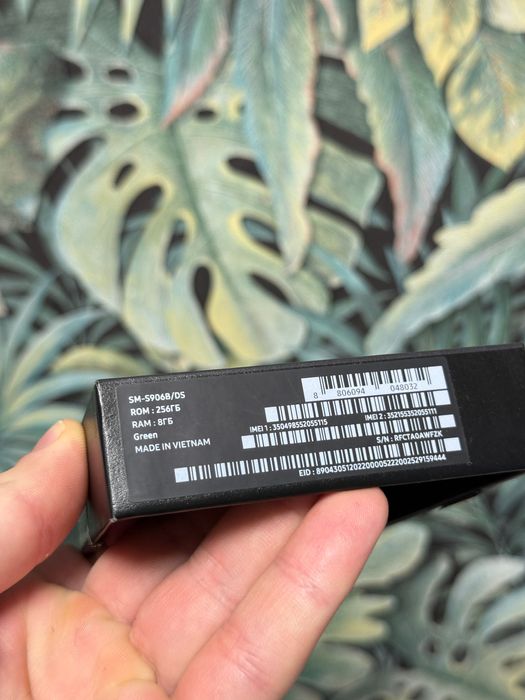 SM-S906B/DS
ROM : 256ГБ
RAM : 8ГБ
Green
MADE IN VIETNAM
8 806094 048032
IMEI 1 : 350498552055115
IMEI 2 : 352155352055111
S/N : RFCTA0AWFZK
EID : 89043051202200005222002529159444